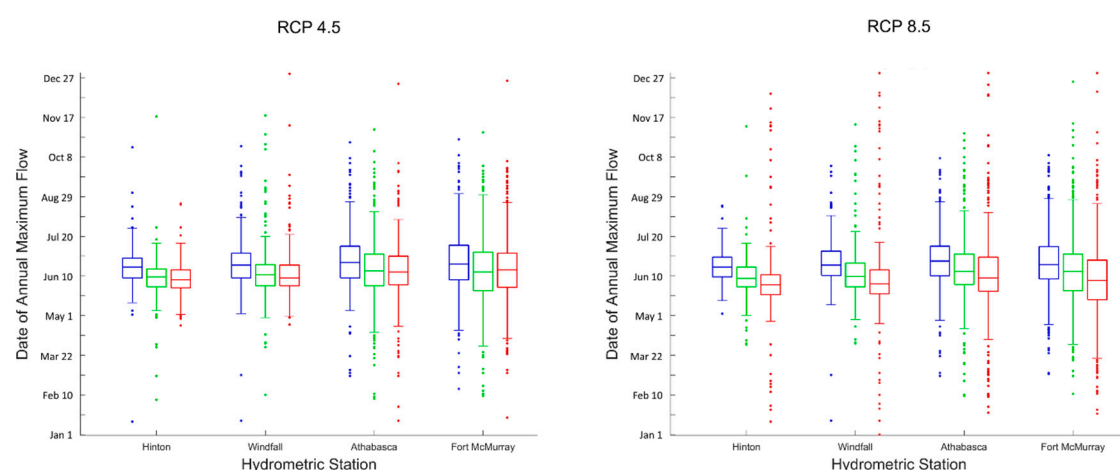 RCP 4.5
Date of Annual Maximum Flow
Dec 27
Nov 17
Oct 8
Aug 29
Jul 20
Jun 10
May 1
Mar 22
Feb 10
Jan 1
Hinton
Windfall
Athabasca
Fort McMurray
Hydrometric Station
RCP 8.5
Date of Annual Maximum Flow
Dec 27
Nov 17
Oct 8
Aug 29
Jul 20
Jun 10
May 1
Mar 22
Feb 10
Jan 1
Hinton
Windfall
Athabasca
Fort McMurray
Hydrometric Station